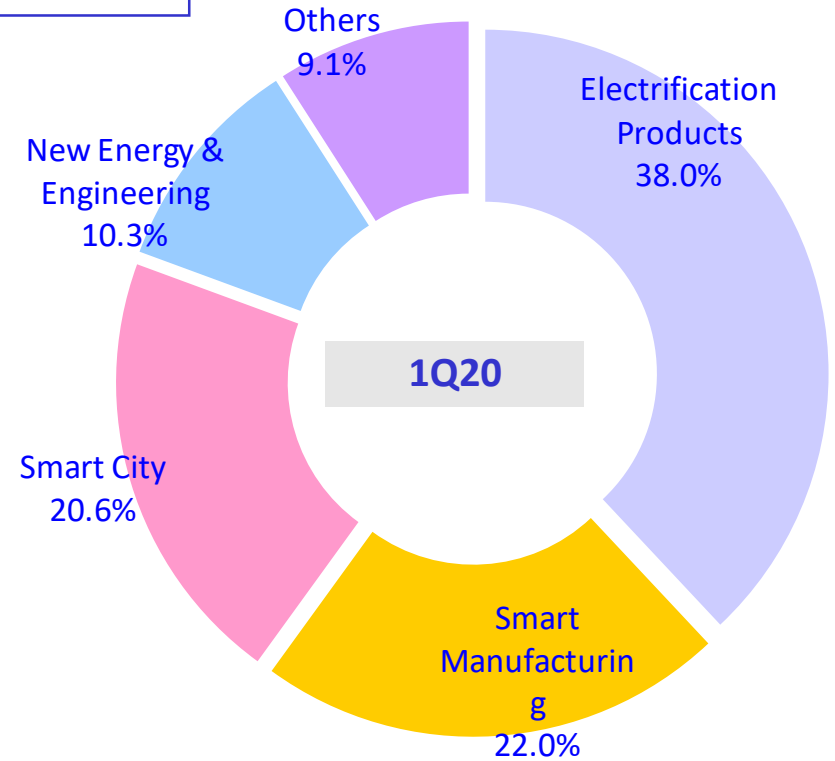 Others
9.1%
Electrification
Products
38.0%
New Energy &
Engineering
10.3%
1Q20
Smart City
20.6%
Smart
Manufacturin
g
22.0%